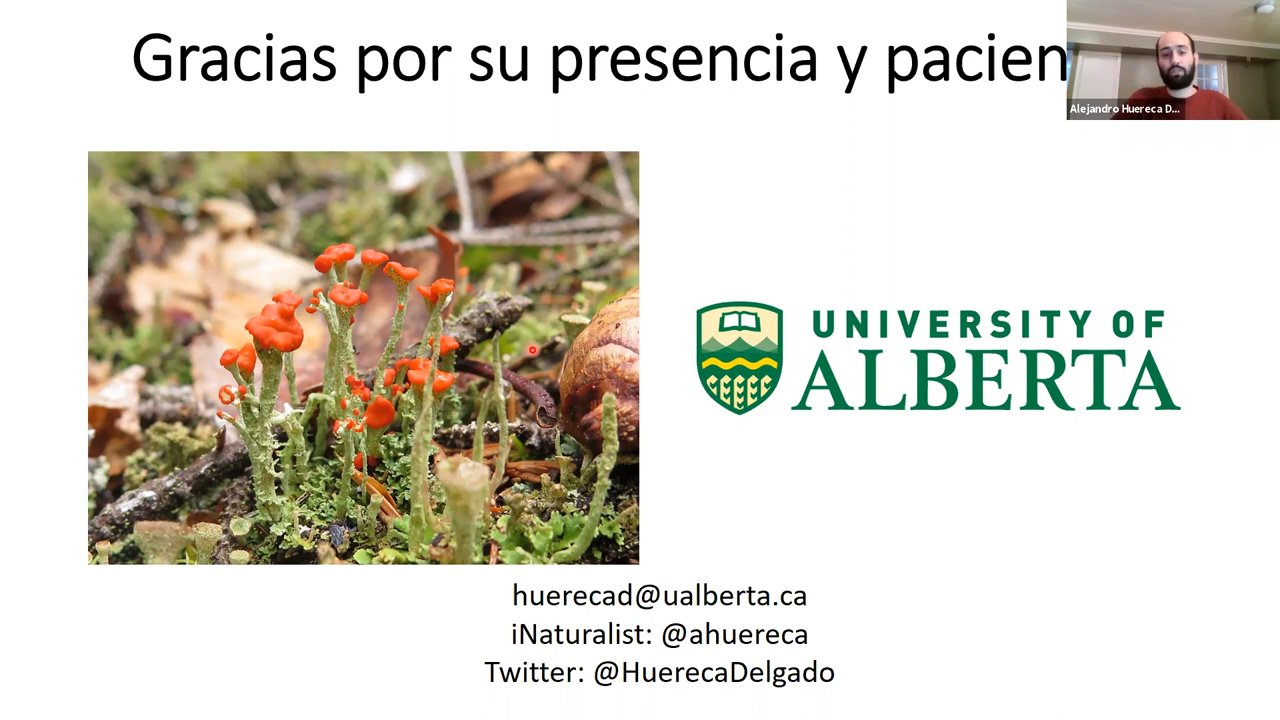 Gracias por su presencia y pacien
Alejandro Huereca D...
UNIVERSITY OF
ALBERTA
huerecad@ualberta.ca
iNaturalist: @ahuereca
Twitter: @HuerecaDelgado